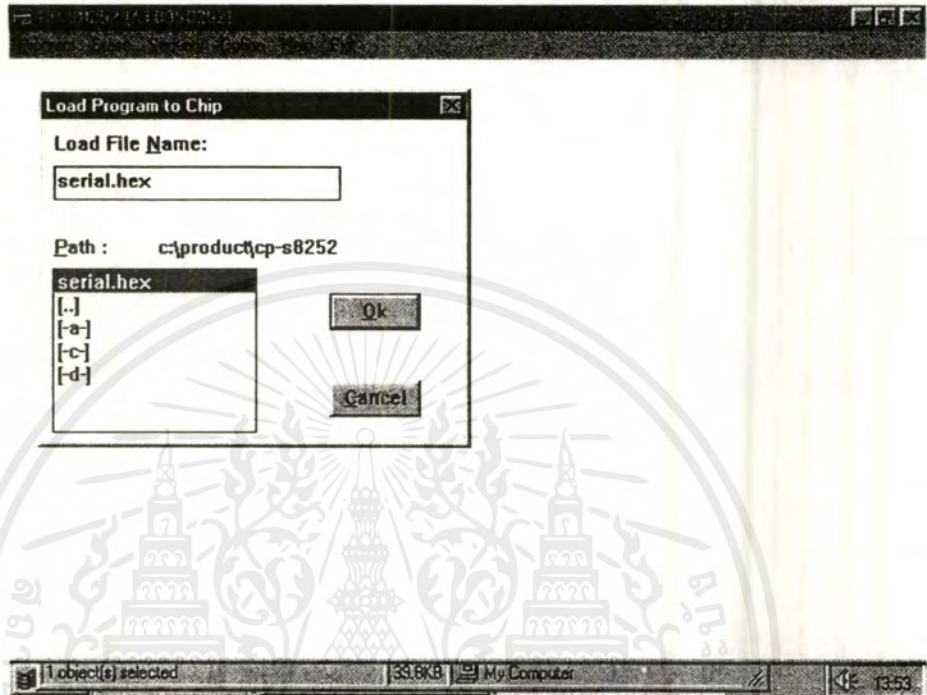 Load Program to Chip
Load File Name:
serial.hex
Path : c:\product\cp-s8252
serial.hex
[..]
[-a-]
[-c-]
[-d-]
Ok
Cancel
1 object(s) selected 33.8KB My Computer
13:53